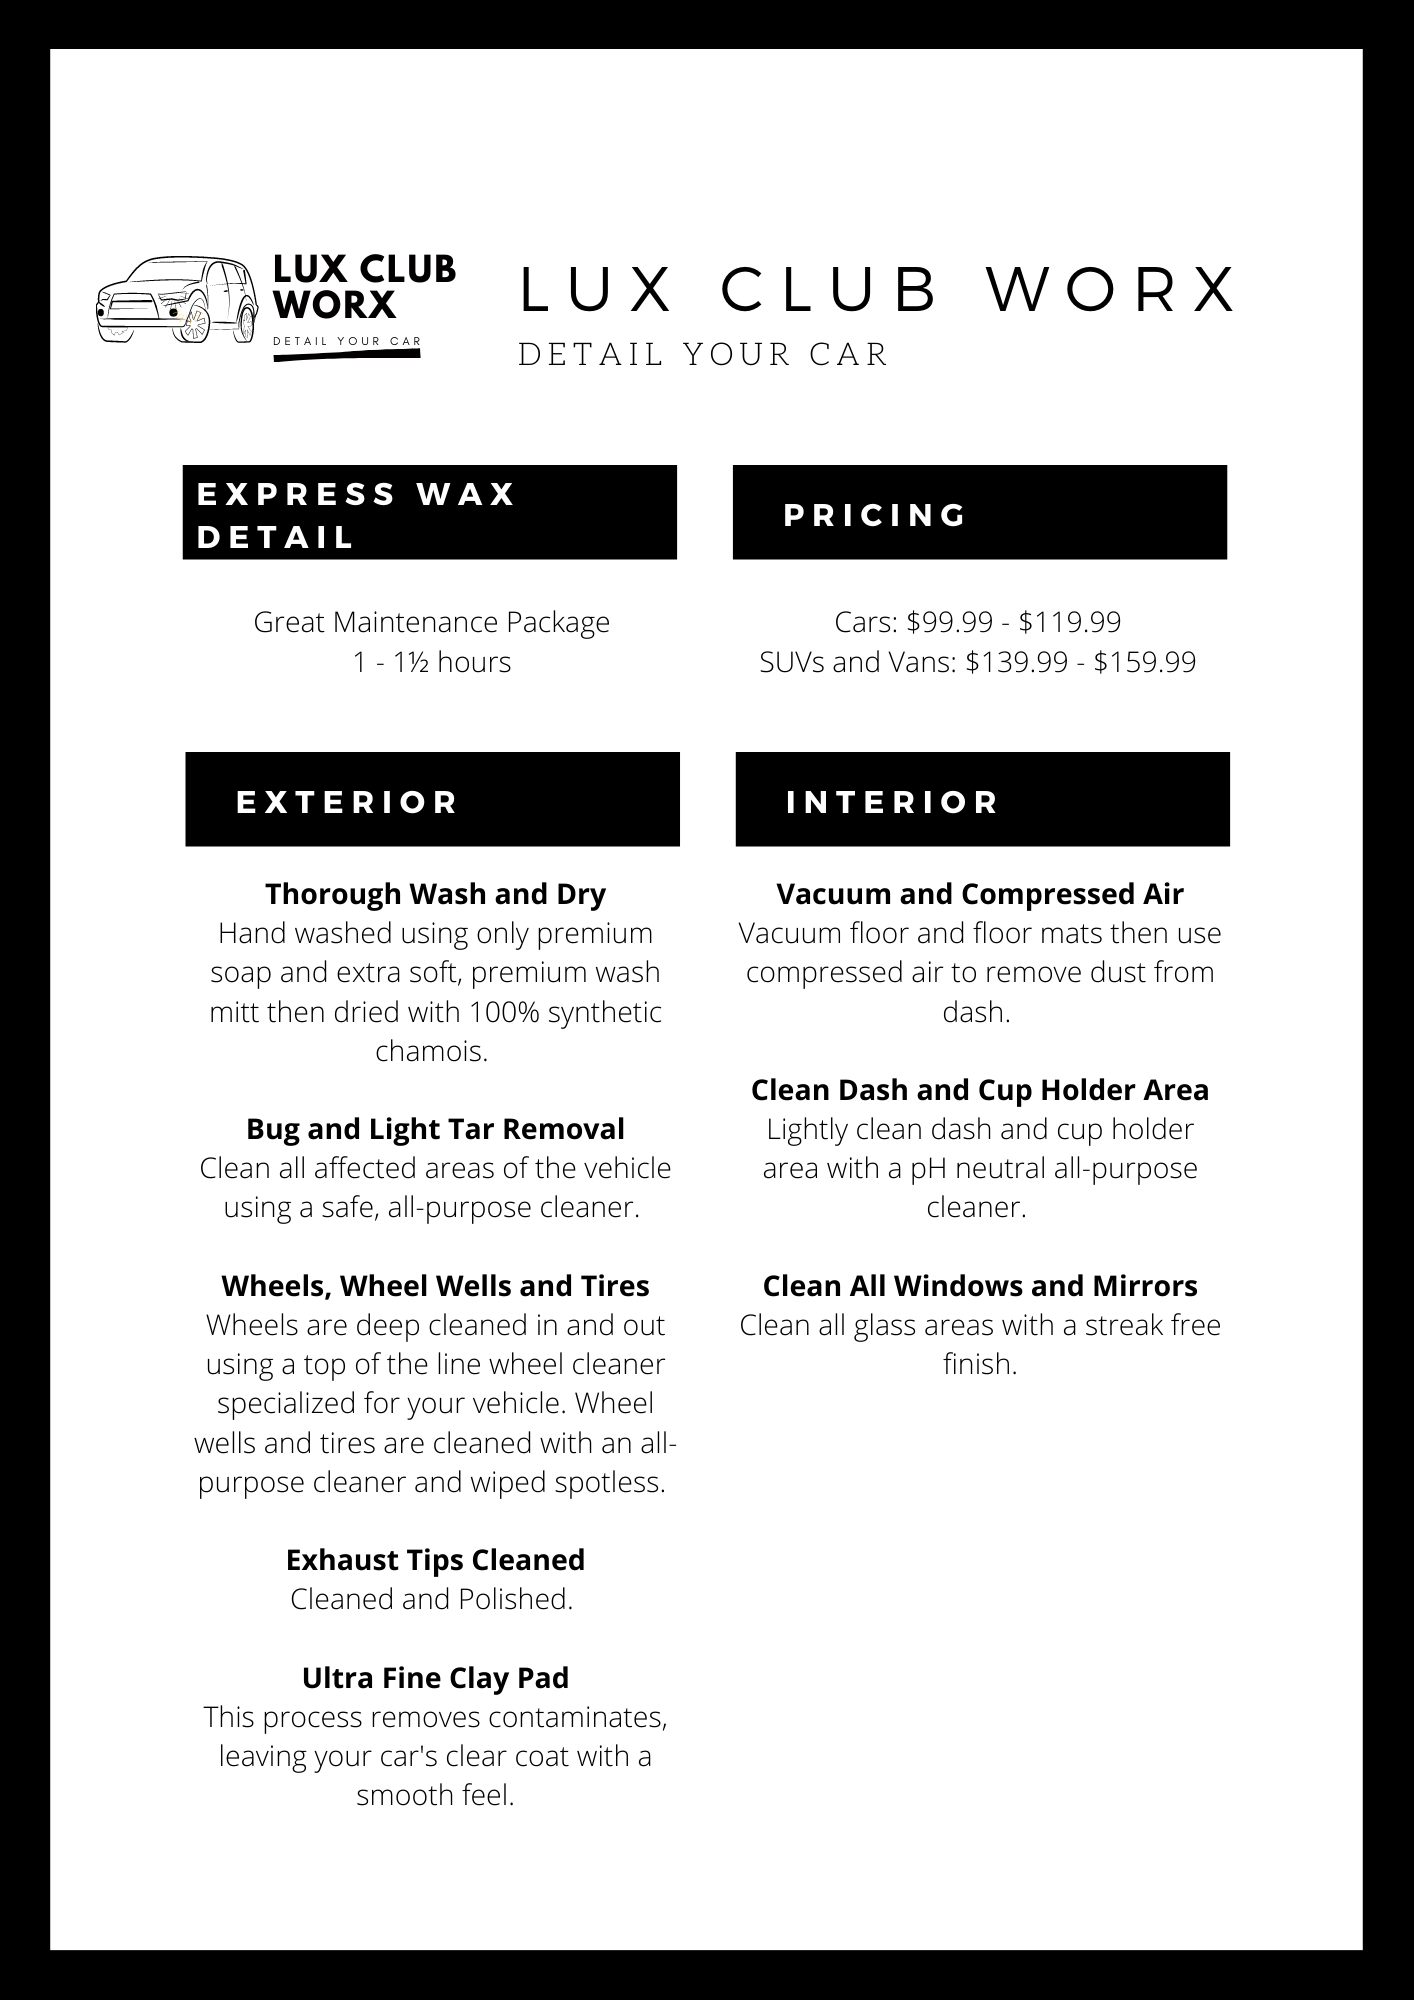 LUX CLUB
WORX
DETAIL YOUR CAR
LUX CLUB WORX
DETAIL YOUR CAR
EXPRESS WAX
DETAIL
Great Maintenance Package
1 - 1½ hours
PRICING
Cars: $99.99 - $119.99
SUVs and Vans: $139.99 - $159.99
EXTERIOR
Thorough Wash and Dry
Hand washed using only premium
soap and extra soft, premium wash
mitt then dried with 100% synthetic
chamois.
Bug and Light Tar Removal
Clean all affected areas of the vehicle
using a safe, all-purpose cleaner.
Wheels, Wheel Wells and Tires
Wheels are deep cleaned in and out
using a top of the line wheel cleaner
specialized for your vehicle. Wheel
wells and tires are cleaned with an all-
purpose cleaner and wiped spotless.
Exhaust Tips Cleaned
Cleaned and Polished.
Ultra Fine Clay Pad
This process removes contaminates,
leaving your car's clear coat with a
smooth feel.
INTERIOR
Vacuum and Compressed Air
Vacuum floor and floor mats then use
compressed air to remove dust from
dash.
Clean Dash and Cup Holder Area
Lightly clean dash and cup holder
area with a pH neutral all-purpose
cleaner.
Clean All Windows and Mirrors
Clean all glass areas with a streak free
finish.